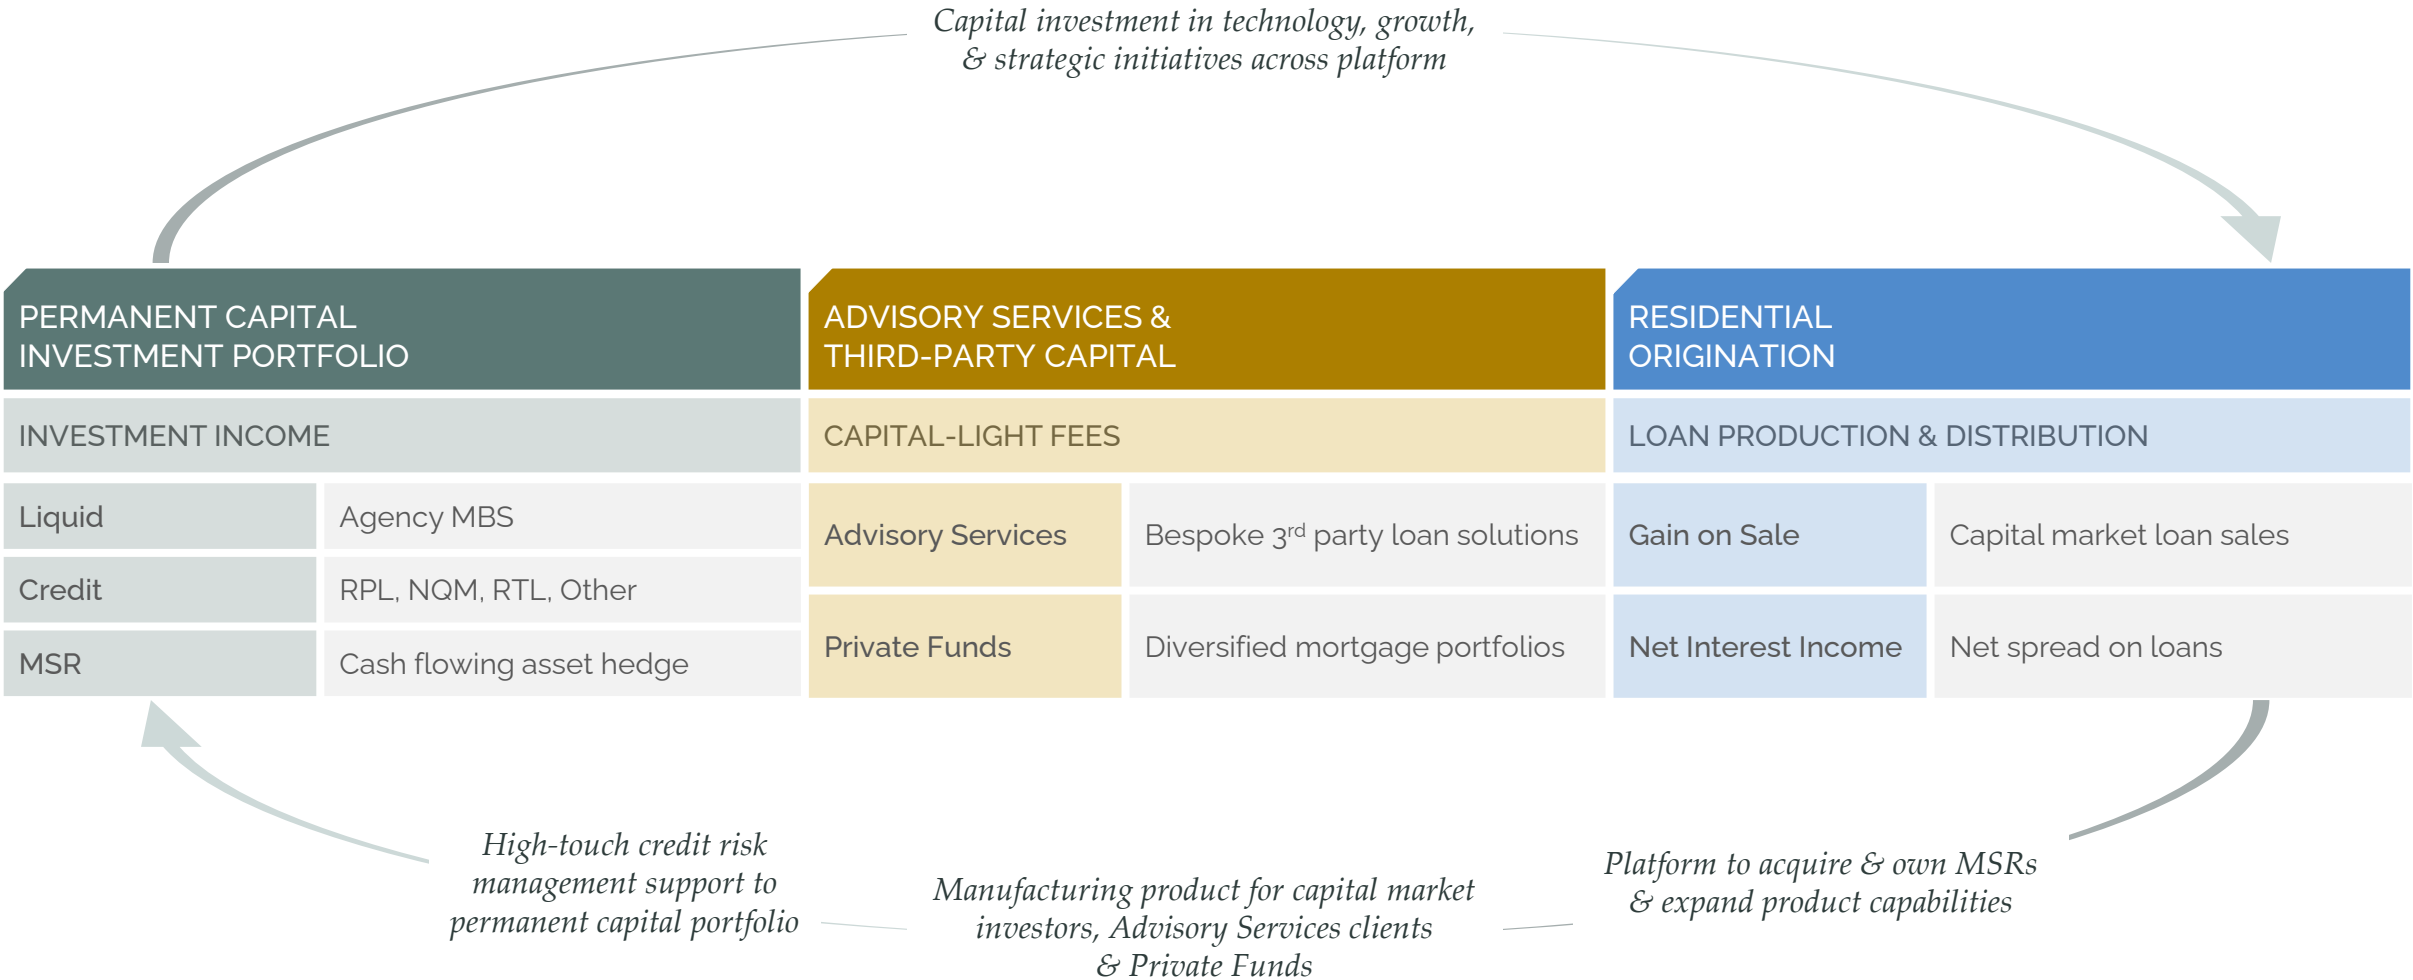 Capital investment in technology, growth,
& strategic initiatives across platform
PERMANENT CAPITAL
INVESTMENT PORTFOLIO
INVESTMENT INCOME
Liquid
Agency MBS
Credit
RPL, NQM, RTL, Other
MSR
Cash flowing asset hedge
ADVISORY SERVICES &
THIRD-PARTY CAPITAL
CAPITAL-LIGHT FEES
Advisory Services
Bespoke 3rd party loan solutions
Private Funds
Diversified mortgage portfolios
RESIDENTIAL
ORIGINATION
LOAN PRODUCTION & DISTRIBUTION
Gain on Sale
Capital market loan sales
Net Interest Income
Net spread on loans
High-touch credit risk
management support to
permanent capital portfolio
Manufacturing product for capital market
investors, Advisory Services clients
& Private Funds
Platform to acquire & own MSRs
& expand product capabilities